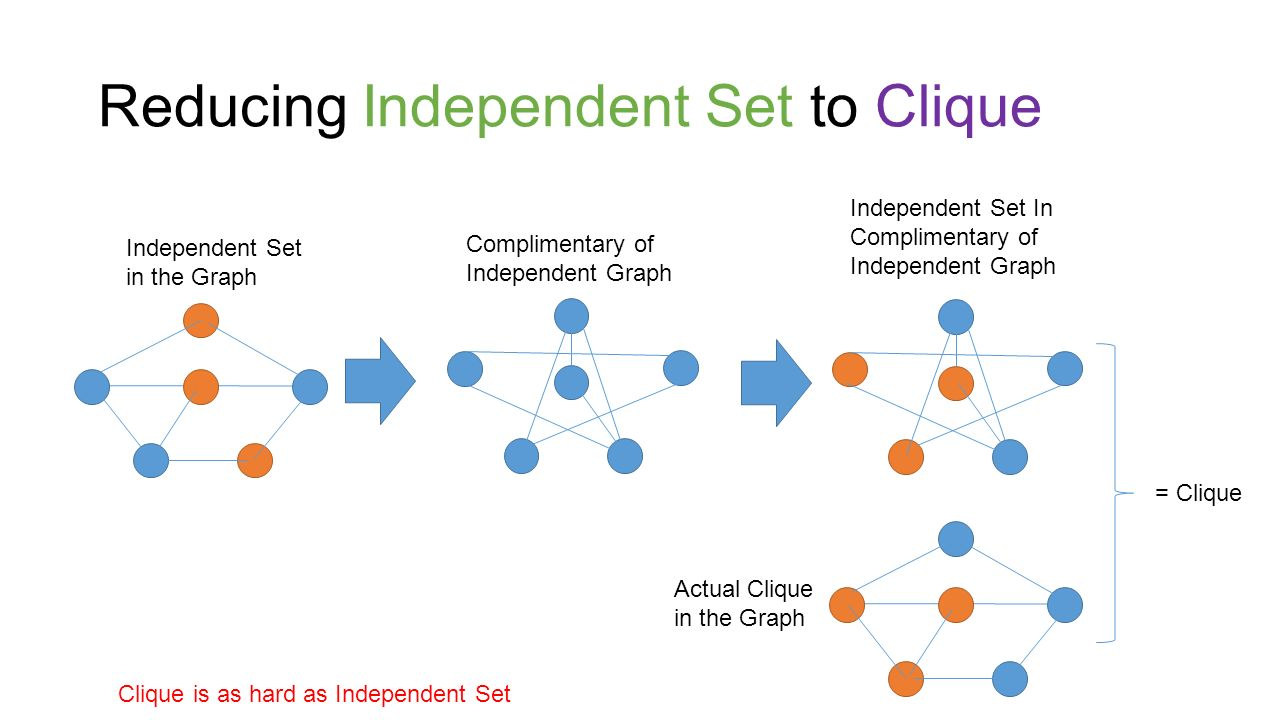 Reducing Independent Set to Clique
Independent Set
in the Graph
Complimentary of
Independent Graph
Independent Set In
Complimentary of
Independent Graph
= Clique
Actual Clique
in the Graph
Clique is as hard as Independent Set